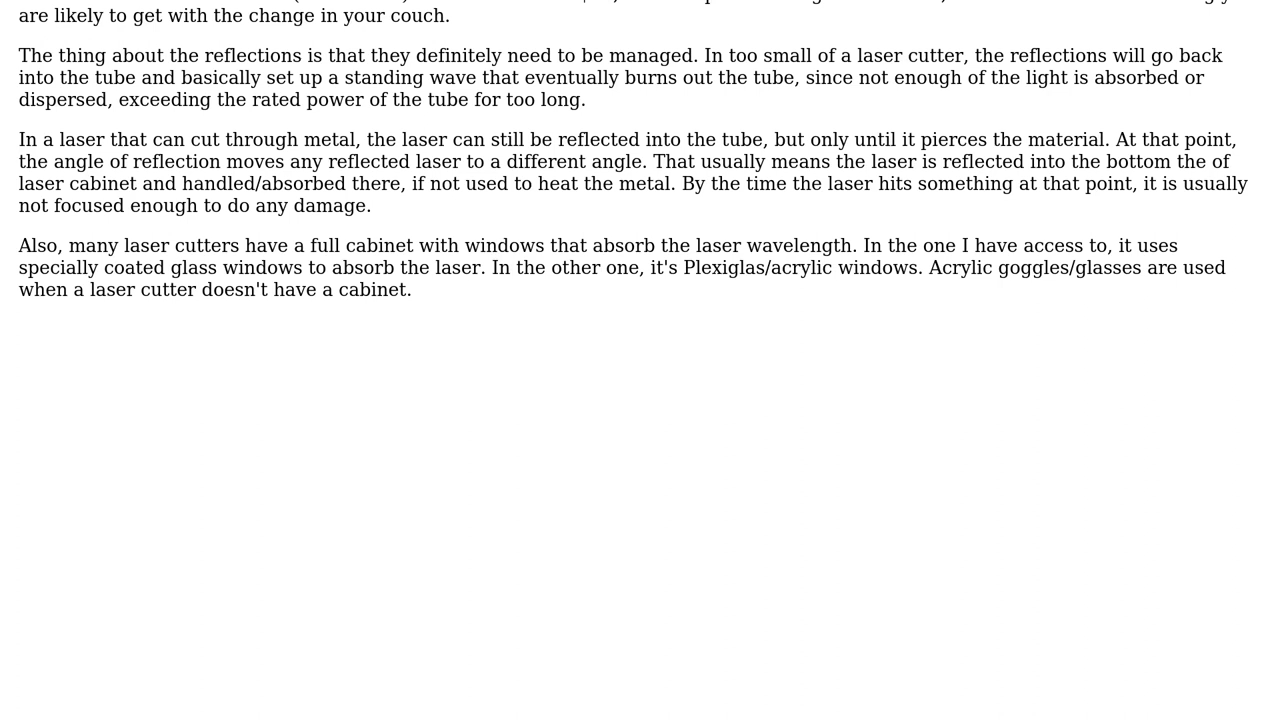 are likely to get with the change in your couch.
The thing about the reflections is that they definitely need to be managed. In too small of a laser cutter, the reflections will go back
into the tube and basically set up a standing wave that eventually burns out the tube, since not enough of the light is absorbed or
dispersed, exceeding the rated power of the tube for too long.
In a laser that can cut through metal, the laser can still be reflected into the tube, but only until it pierces the material. At that point,
the angle of reflection moves any reflected laser to a different angle. That usually means the laser is reflected into the bottom the of
laser cabinet and handled/absorbed there, if not used to heat the metal. By the time the laser hits something at that point, it is usually
not focused enough to do any damage.
Also, many laser cutters have a full cabinet with windows that absorb the laser wavelength. In the one I have access to, it uses
specially coated glass windows to absorb the laser. In the other one, it's Plexiglas/acrylic windows. Acrylic goggles/glasses are used
when a laser cutter doesn't have a cabinet.